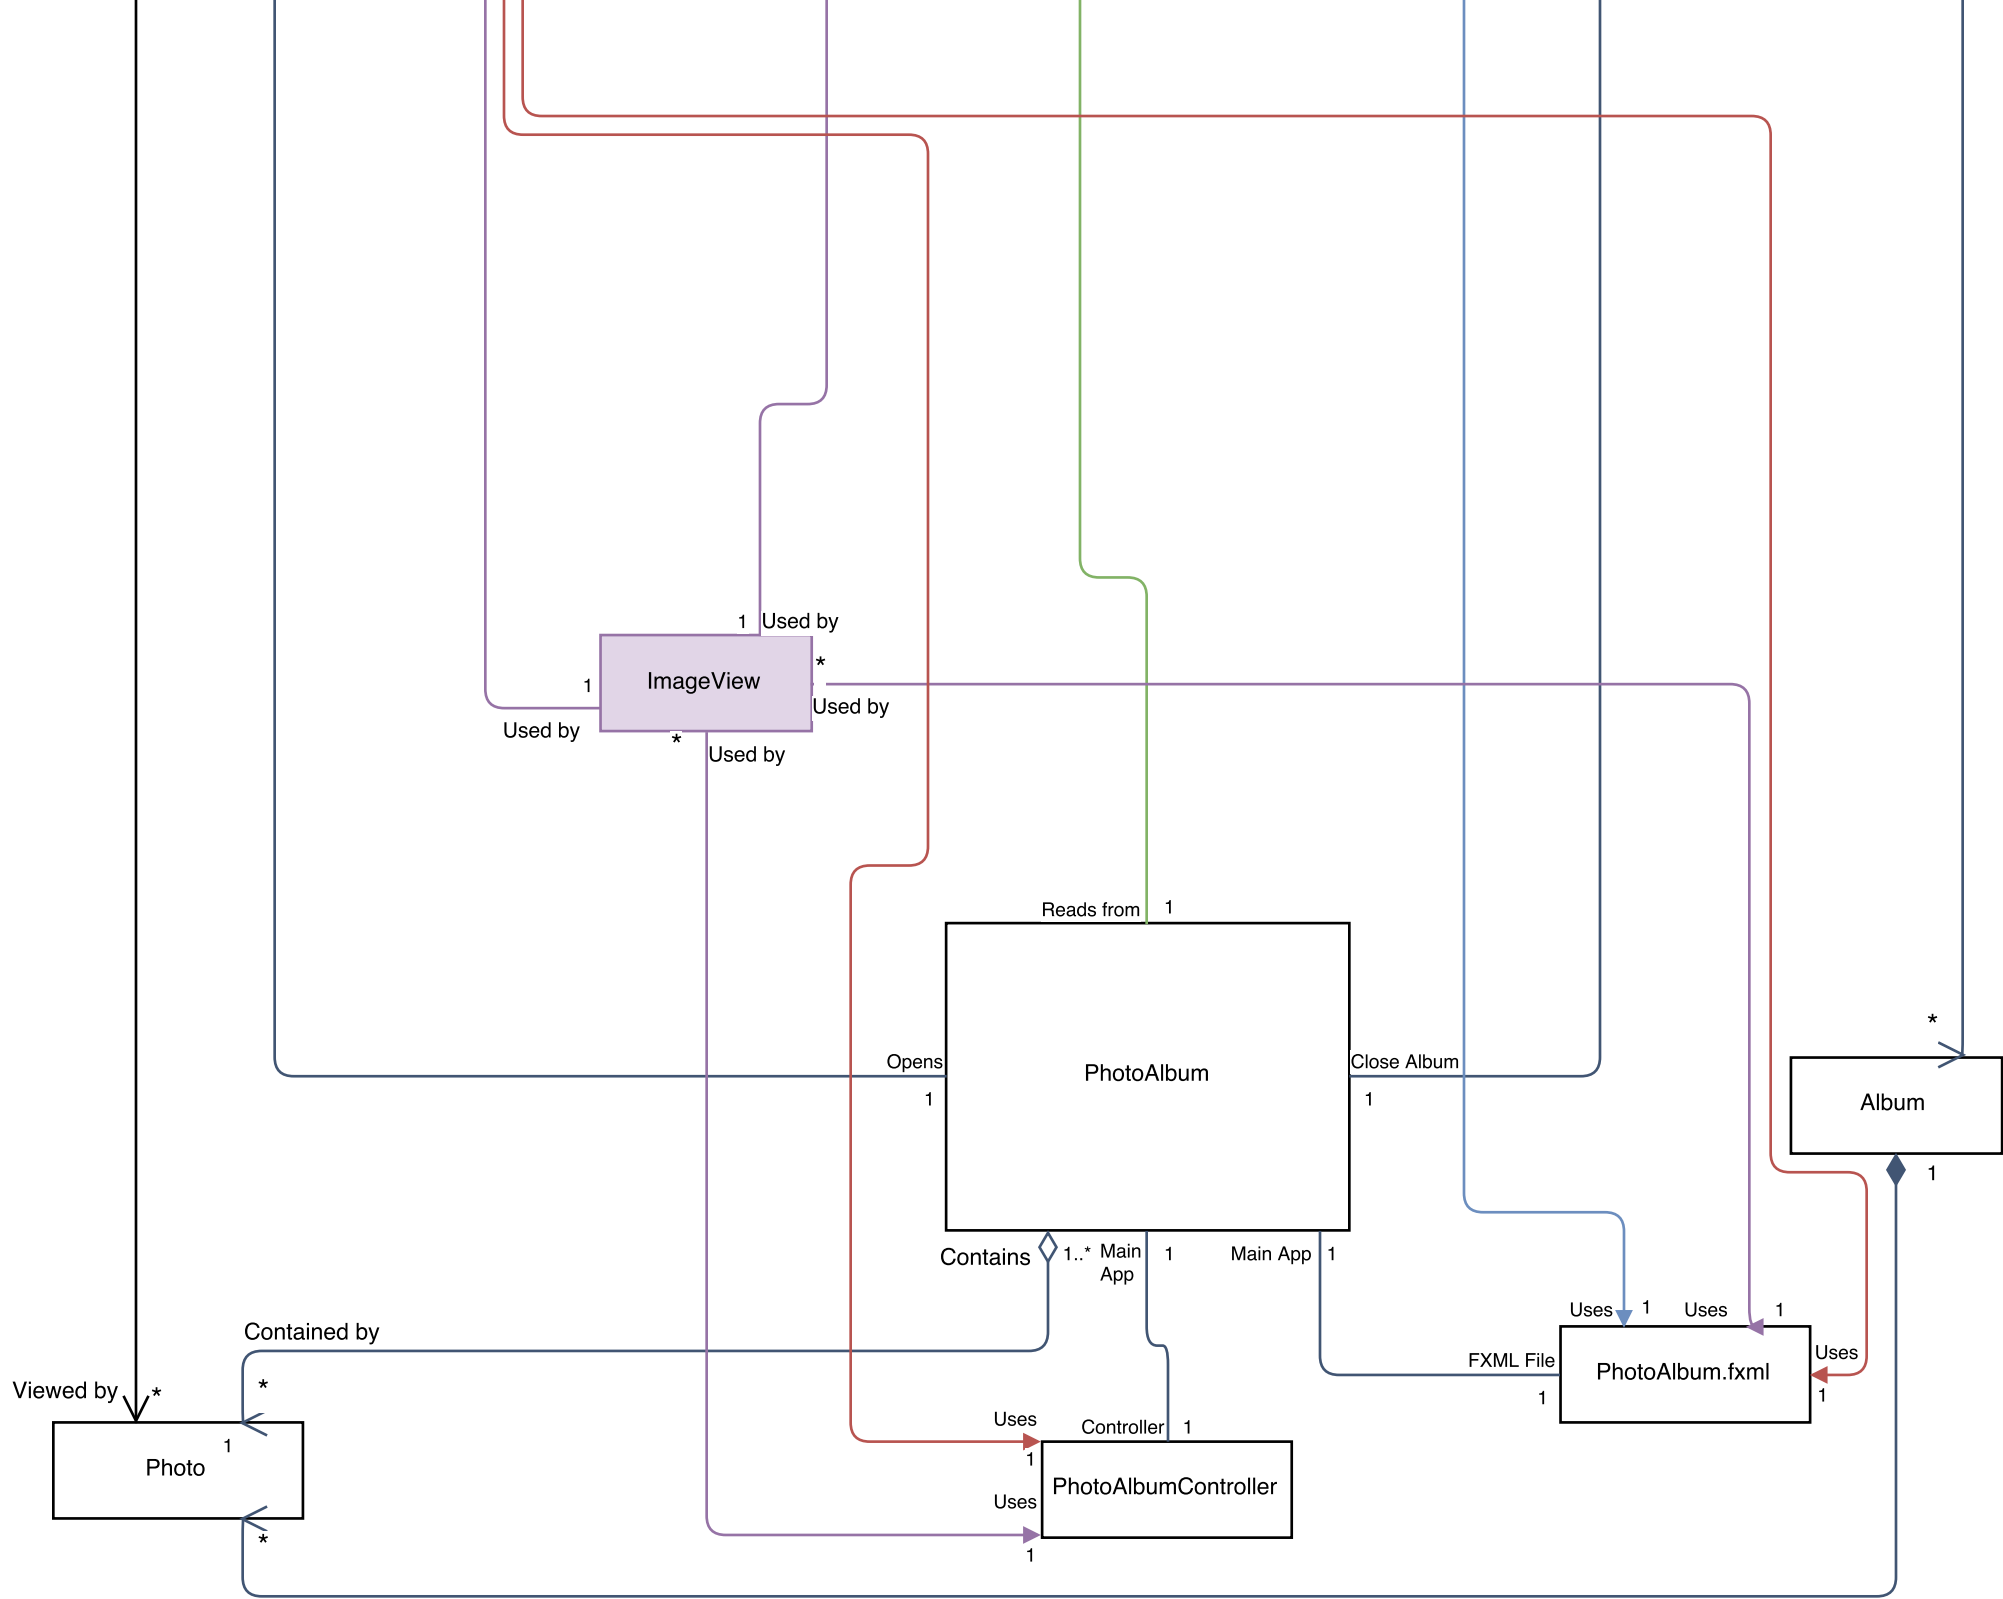 1 Used by
*
ImageView
1
Used by
Used by
*
Used by
Reads from 1
*
Opens
Close Album
PhotoAlbum
1
1
Album
1
Contains
1..*
Main
App
1
Main App 1
Uses 1
Uses 1
Contained by
Uses
FXML File
PhotoAlbum.fxml
*
Viewed by *
1
1
Uses
Controller 1
1
1
Photo
PhotoAlbumController
Uses
*
1